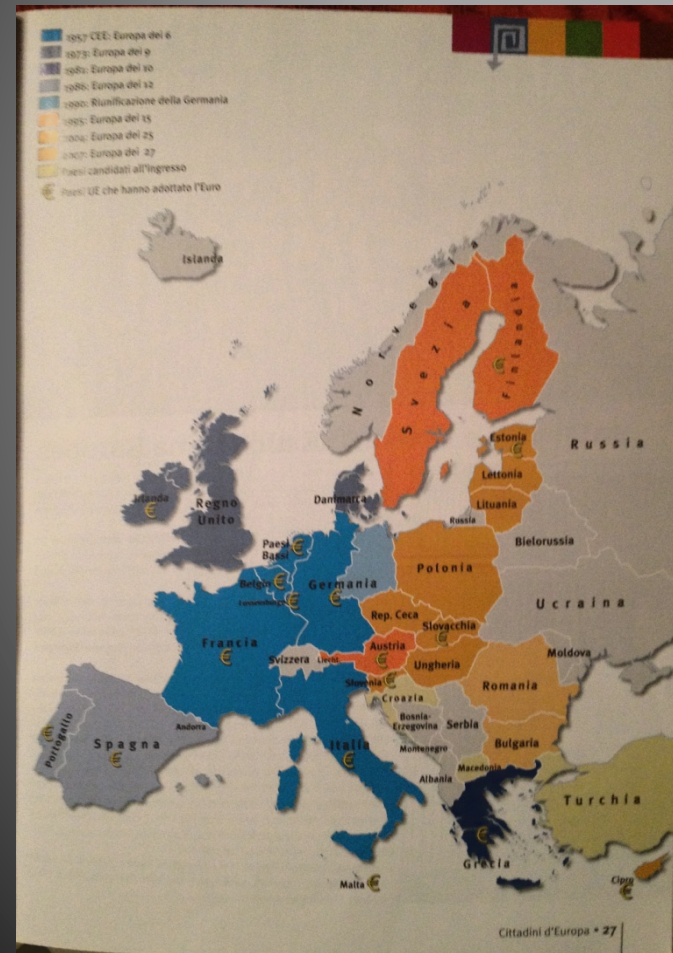 1957 CEE: Europa dei 6
1973: Europa dei 9
1981: Europa dei 10
1986: Europa dei 12
1990: Riunificazione della Germania
1995: Europa dei 15
2004: Europa dei 25
2007: Europa dei 27
Paesi candidati all'ingresso
€ Paesi UE che hanno adottato l'Euro
Islanda
Norvegia
Svezia
Finlandia
€
Estonia
€
Russia
Lettonia
Lituania
Russia
Irlanda
€
Regno
Unito
Danimarca
Bielorussia
Paesi
Bassi
€
Belgio
€
Germania
€
Polonia
Lussemburgo
€
Ucraina
Rep. Ceca
Slovacchia
€
Francia
€
Svizzera
Liecht.
Austria
€
Ungheria
Moldova
Slovenia
€
Croazia
Romania
Portogallo
€
Spagna
€
Andorra
Italia
€
Bosnia-
Erzegovina
Serbia
Montenegro
Bulgaria
Macedonia
Albania
Turchia
Grecia
€
Malta €
Cipro
€
Cittadini d'Europa • 27